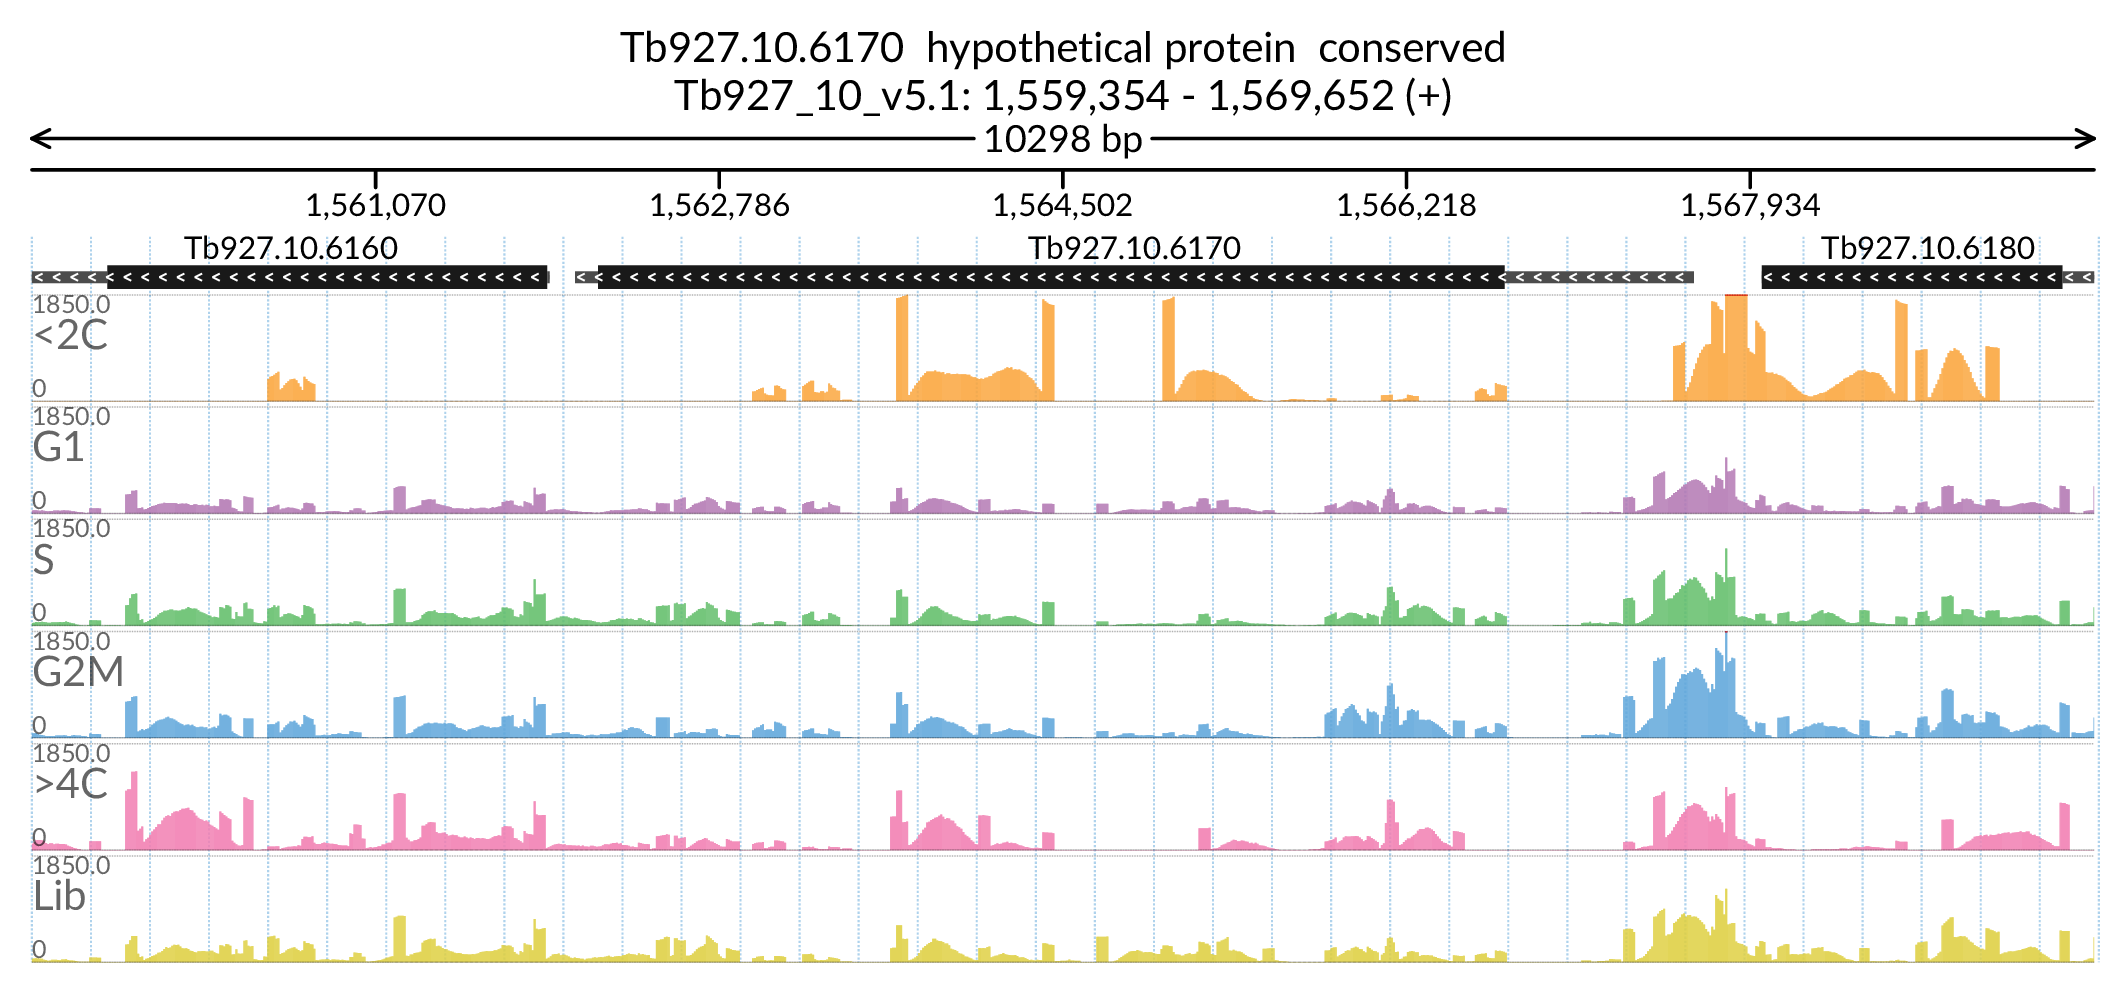 Tb927.10.6170 hypothetical protein conserved
Tb927_10_v5.1: 1,559,354 - 1,569,652 (+)
10298 bp
1,561,070 1,562,786 1,564,502 1,566,218 1,567,934
Tb927.10.6160 Tb927.10.6170 Tb927.10.6180
1850.0
<2C
0
1850.0
G1
0
1850.0
S
0
1850.0
G2M
0
1850.0
>4C
0
1850.0
Lib
0